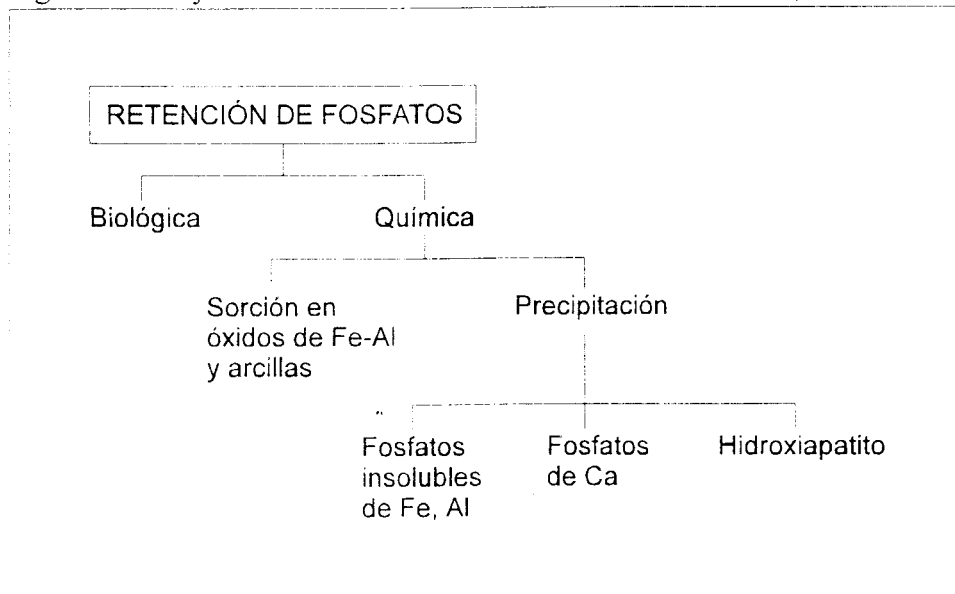 RETENCIÓN DE FOSFATOS
Biológica
Química
Sorción en
óxidos de Fe-Al
y arcillas
Precipitación
Fosfatos
insolubles
de Fe, Al
Fosfatos
de Ca
Hidroxiapatito